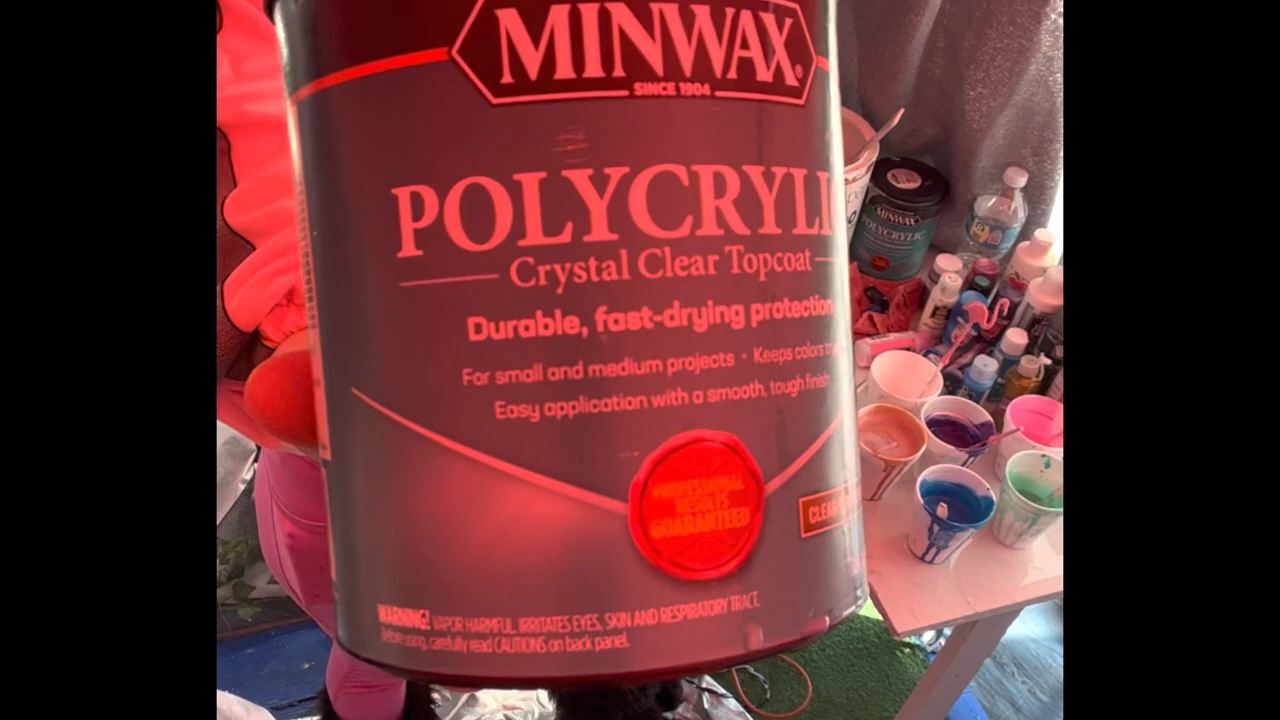 MINWAX®
SINCE 1904
POLYCRYLI
Crystal Clear Topcoat
Durable, fast-drying protection
For small and medium projects • Keeps colors
Easy application with a smooth, tough finish
PROFESSIONAL
RESULTS
GUARANTEED
CLEAR
WARNING! VAPOR HARMFUL. IRRITATES EYES, SKIN AND RESPIRATORY TRACT.
Before using, carefully read CAUTIONS on back panel.
MINWAX
POLYCRYLIC